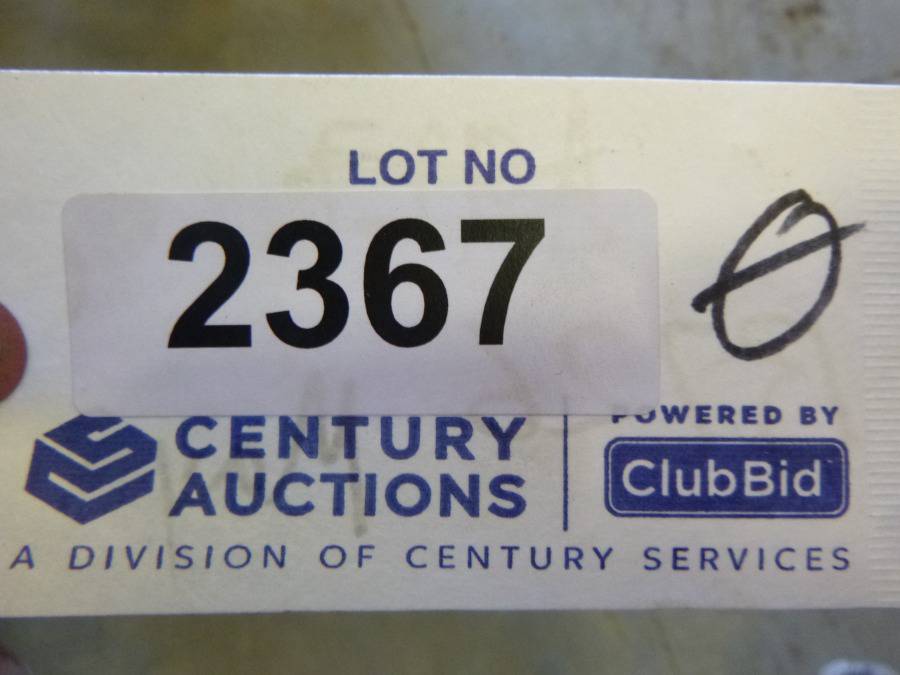 LOT NO
2367 Ø
CENTURY
AUCTIONS
POWERED BY
ClubBid
A DIVISION OF CENTURY SERVICES